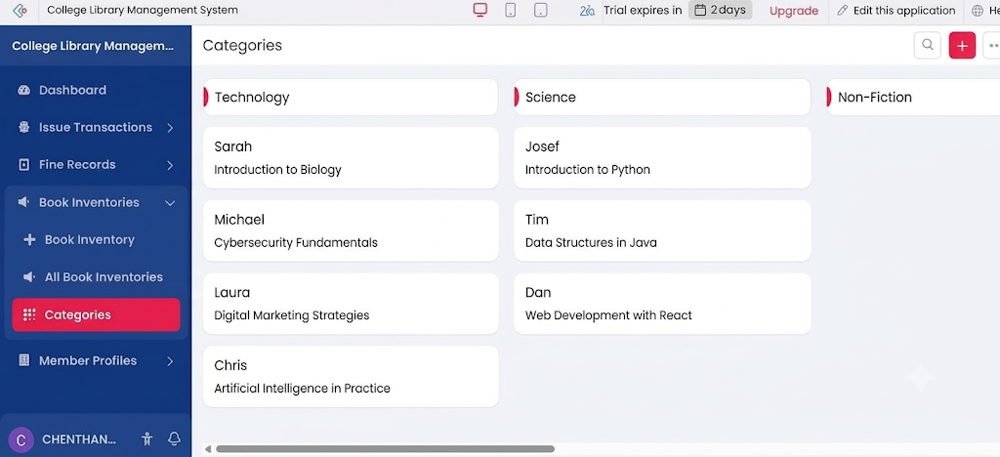 College Library Management System
Trial expires in 2 days Upgrade Edit this application
College Library Managem...
Categories
Dashboard
Issue Transactions
Fine Records
Book Inventories
Book Inventory
All Book Inventories
Categories
Member Profiles
C CHENTHAN...
Technology
Sarah
Introduction to Biology
Michael
Cybersecurity Fundamentals
Laura
Digital Marketing Strategies
Chris
Artificial Intelligence in Practice
Science
Josef
Introduction to Python
Tim
Data Structures in Java
Dan
Web Development with React
Non-Fiction